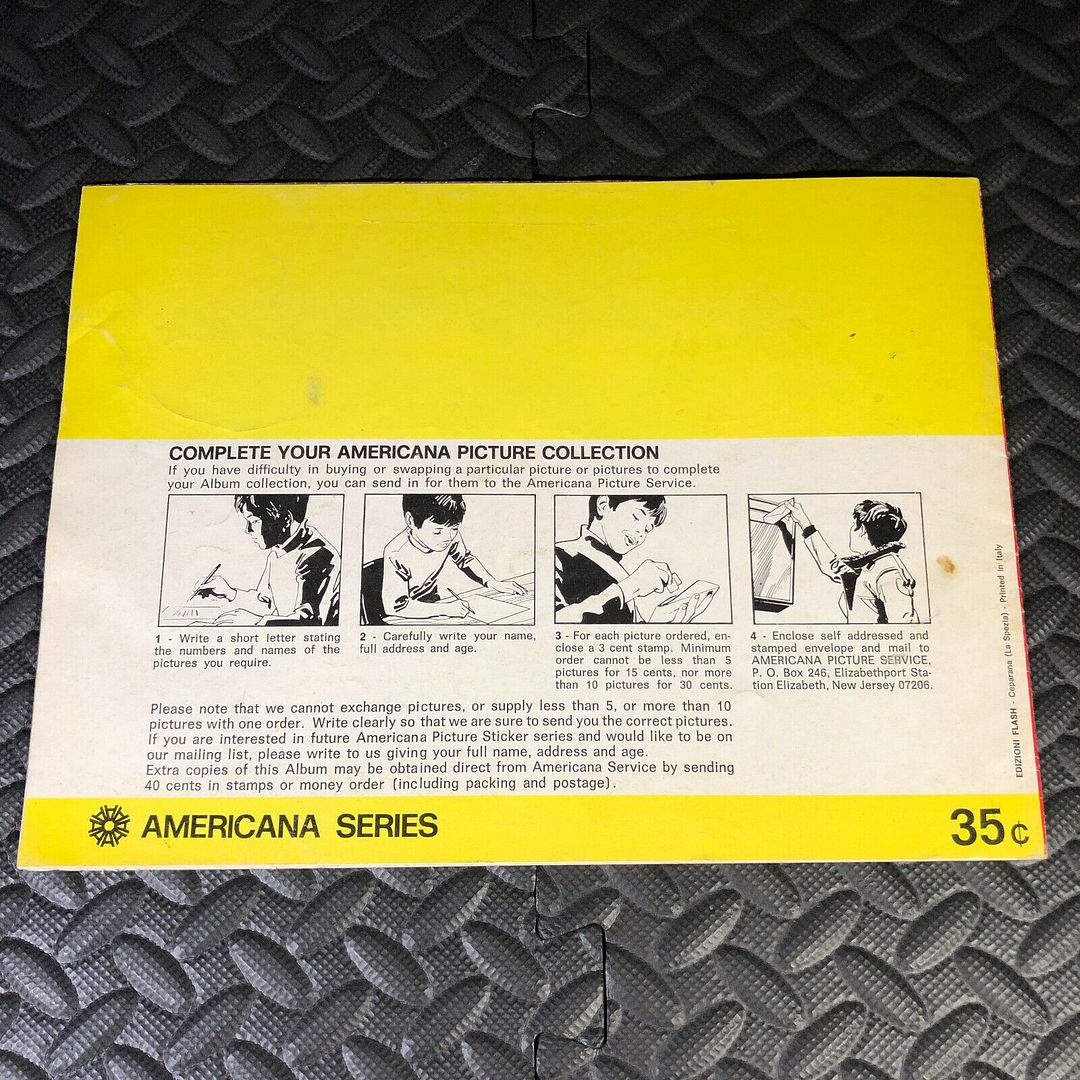 COMPLETE YOUR AMERICANA PICTURE COLLECTION
If you have difficulty in buying or swapping a particular picture or pictures to complete
your Album collection, you can send in for them to the Americana Picture Service.
1 - Write a short letter stating
the numbers and names of the
pictures you require.
2 - Carefully write your name,
full address and age.
3 - For each picture ordered, en-
close a 3 cent stamp. Minimum
order cannot be less than 5
pictures for 15 cents, nor more
than 10 pictures for 30 cents.
4 - Enclose self addressed and
stamped envelope and mail to
AMERICANA PICTURE SERVICE,
P. O. Box 246, Elizabethport Sta-
tion Elizabeth, New Jersey 07206.
Please note that we cannot exchange pictures, or supply less than 5, or more than 10
pictures with one order. Write clearly so that we are sure to send you the correct pictures.
If you are interested in future Americana Picture Sticker series and would like to be on
our mailing list, please write to us giving your full name, address and age.
Extra copies of this Album may be obtained direct from Americana Service by sending
40 cents in stamps or money order (including packing and postage).
EDIZIONI FLASH - Ceparana (La Spezia) - Printed in Italy
AMERICANA SERIES
35¢